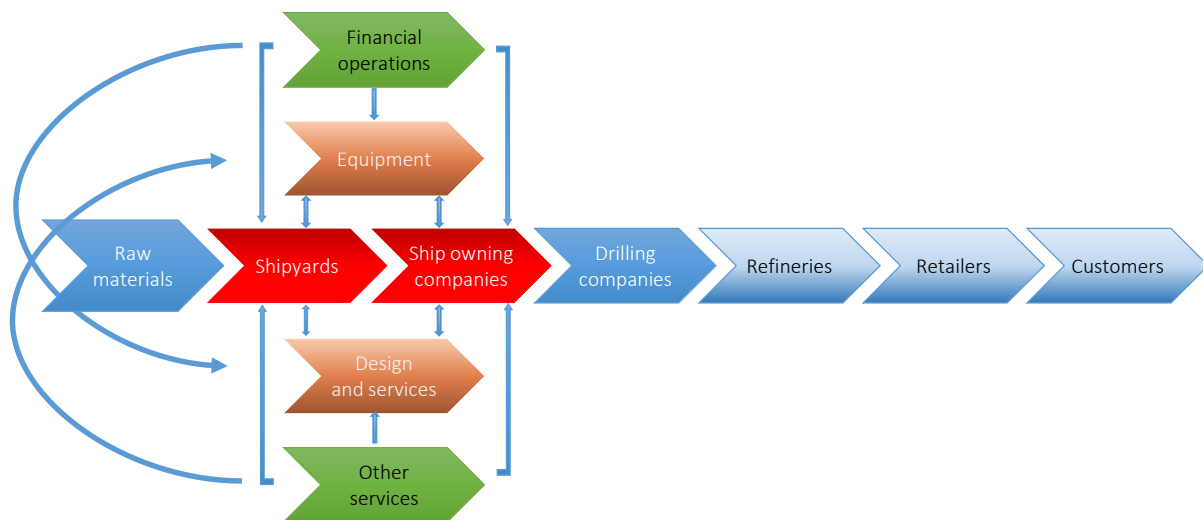 Financial
operations
Equipment
Raw
materials
Shipyards
Ship owning
companies
Drilling
companies
Refineries
Retailers
Customers
Design
and services
Other
services